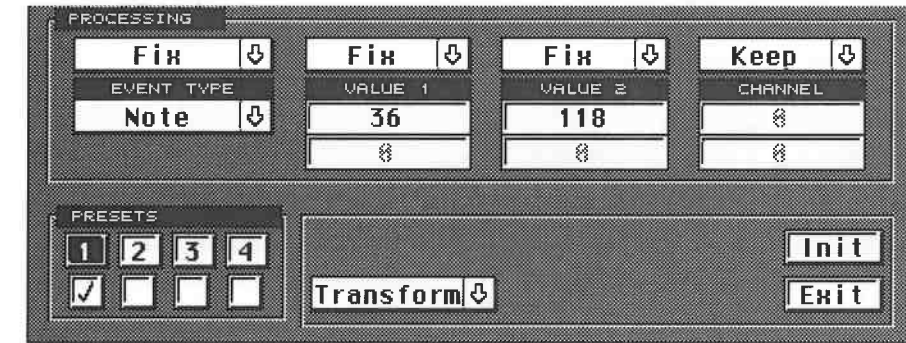 PROCESSING
Fix Fix Fix Keep
EVENT TYPE VALUE 1 VALUE 2 CHANNEL
Note 36 118 0
0 0 0
PRESETS
1 2 3 4
Init
Transform Exit